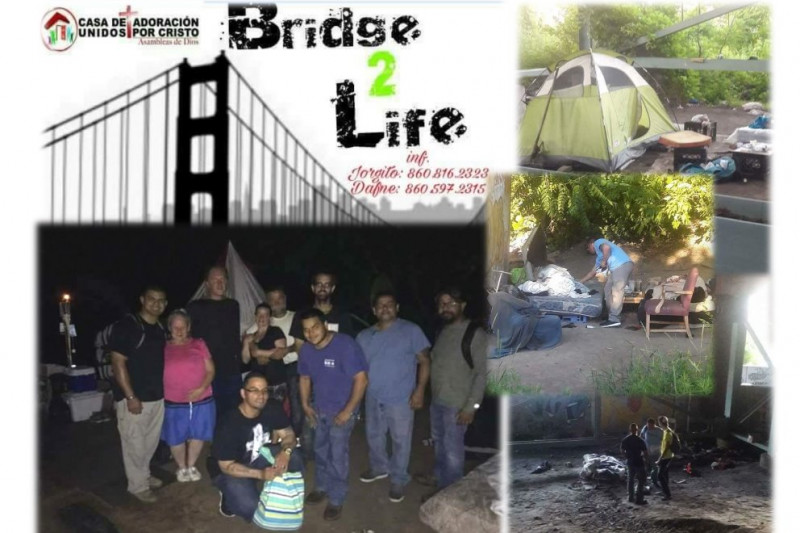 CASA DE ADORACIÓN
UNIDOS POR CRISTO
Asambleas de Dios
Bridge
2
Life
inf.
Jorgito: 860.816.2323
Dafne: 860.597.2315